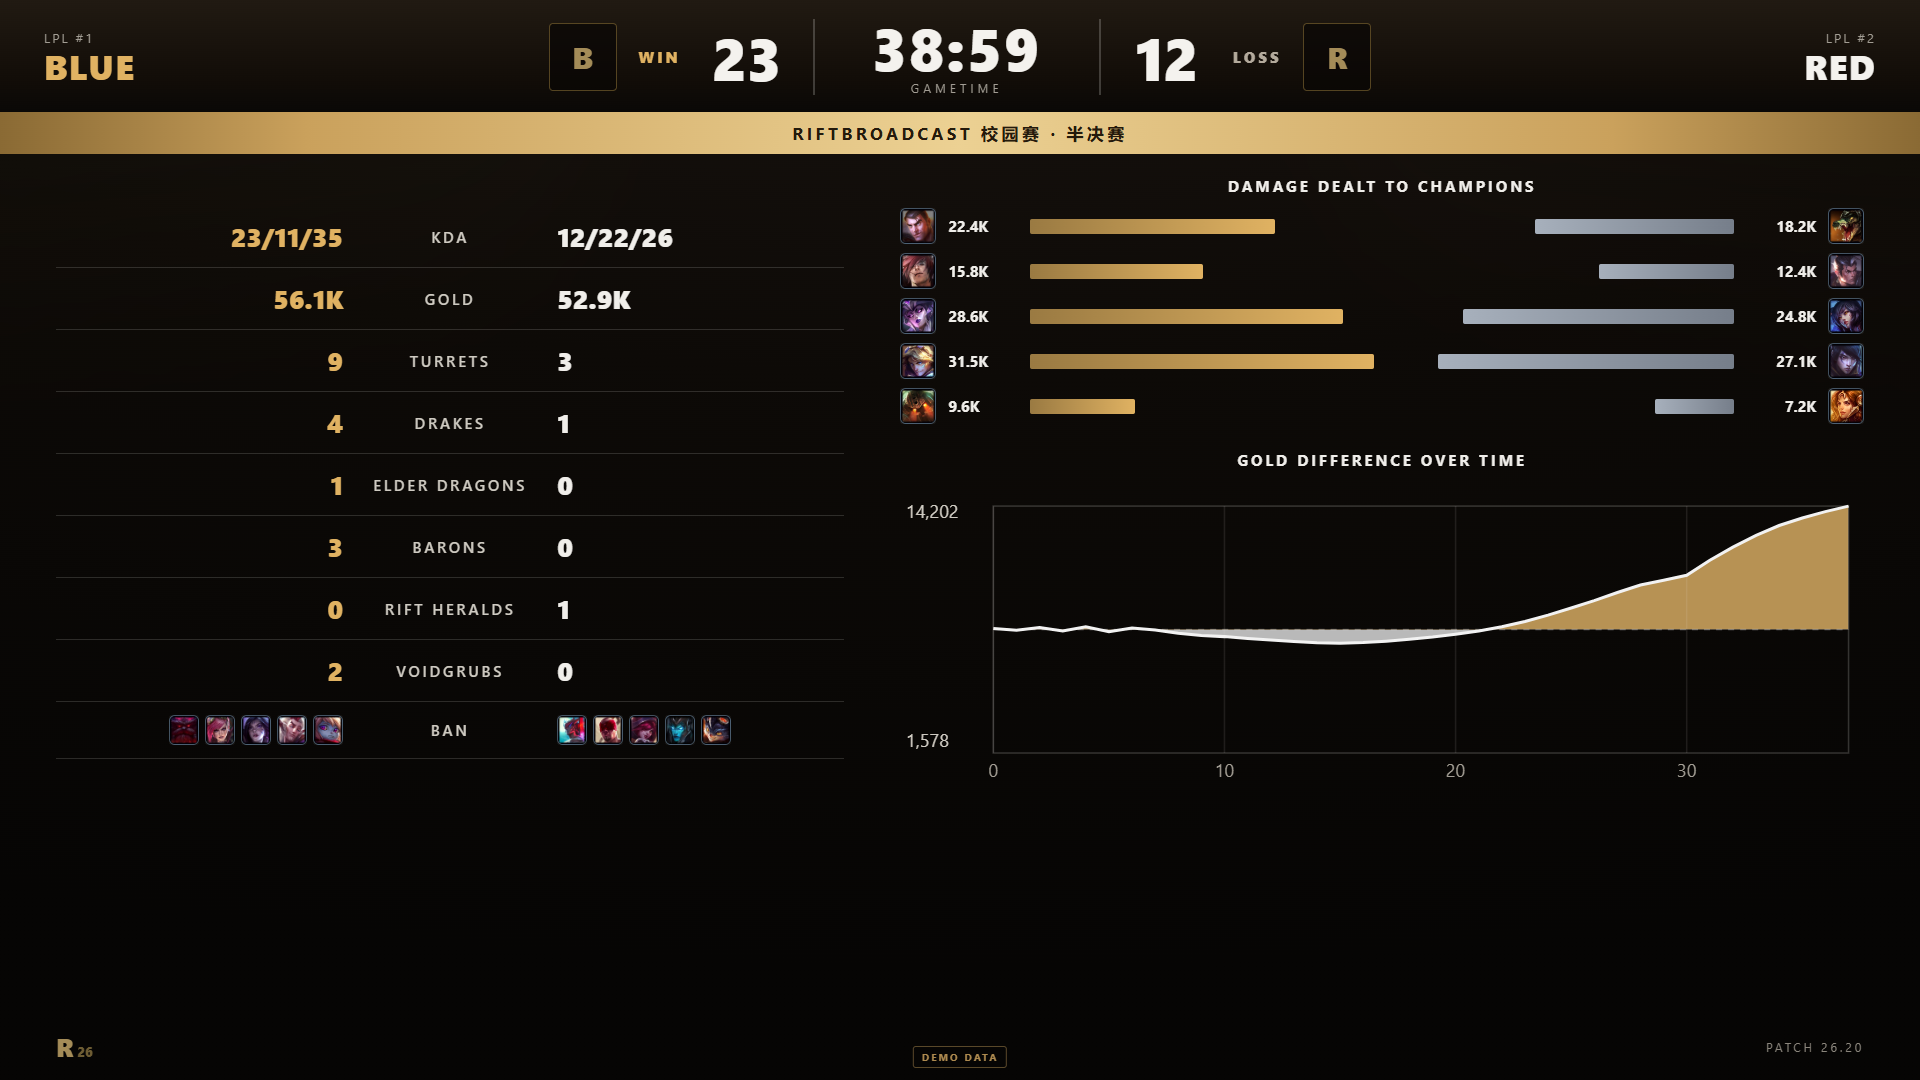 LPL #1
BLUE
B
WIN
23
38:59
GAMETIME
12
LOSS
R
LPL #2
RED
RIFTBROADCAST 校园赛 · 半决赛
23/11/35 KDA 12/22/26
56.1K GOLD 52.9K
9 TURRETS 3
4 DRAKES 1
1 ELDER DRAGONS 0
3 BARONS 0
0 RIFT HERALDS 1
2 VOIDGRUBS 0
BAN
DAMAGE DEALT TO CHAMPIONS
22.4K 18.2K
15.8K 12.4K
28.6K 24.8K
31.5K 27.1K
9.6K 7.2K
GOLD DIFFERENCE OVER TIME
14,202
1,578
0 10 20 30
R 26
DEMO DATA
PATCH 26.20